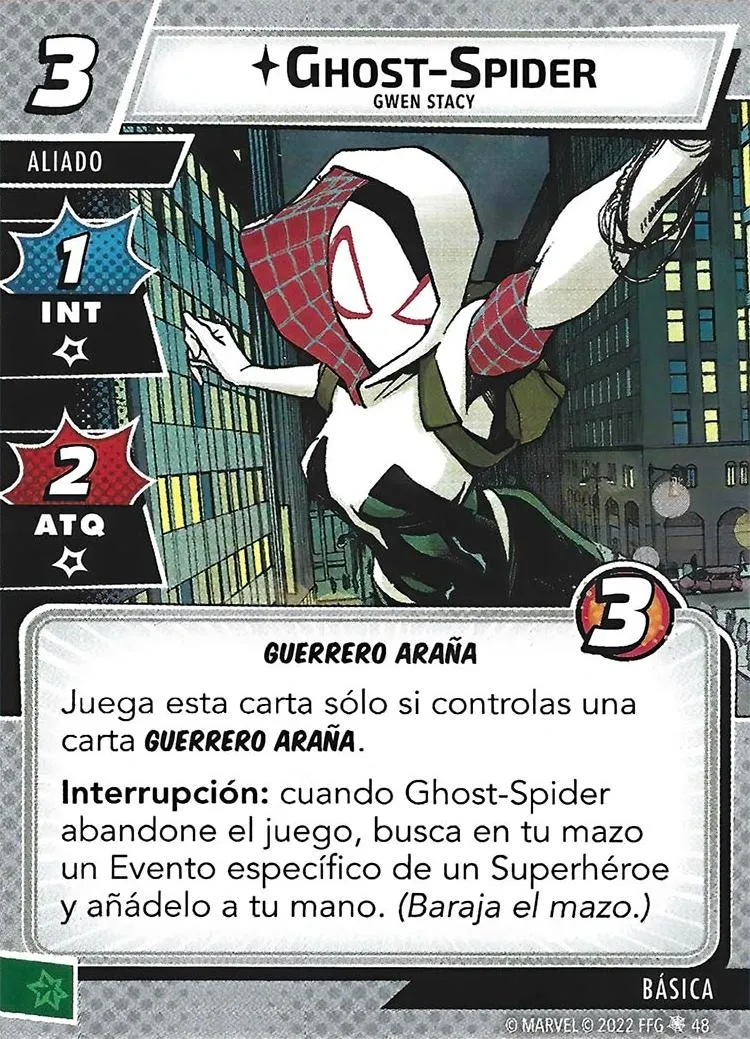 3
GHOST-SPIDER
GWEN STACY
ALIADO
1
INT
2
ATQ
3
GUERRERO ARAÑA
Juega esta carta sólo si controlas una
carta GUERRERO ARAÑA.
Interrupción: cuando Ghost-Spider
abandone el juego, busca en tu mazo
un Evento específico de un Superhéroe
y añádelo a tu mano. (Baraja el mazo.)
BÁSICA
© MARVEL © 2022 FFG 48